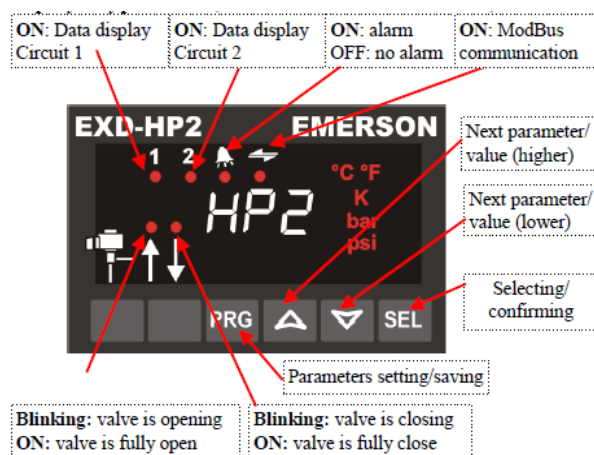 ON: Data display
Circuit 1
ON: Data display
Circuit 2
ON: alarm
OFF: no alarm
ON: ModBus
communication
EXD-HP2
EMERSON
1 2
°C °F
K
bar
psi
HP2
PRG
SEL
Next parameter/
value (higher)
Next parameter/
value (lower)
Selecting/
confirming
Parameters setting/saving
Blinking: valve is opening
ON: valve is fully open
Blinking: valve is closing
ON: valve is fully close